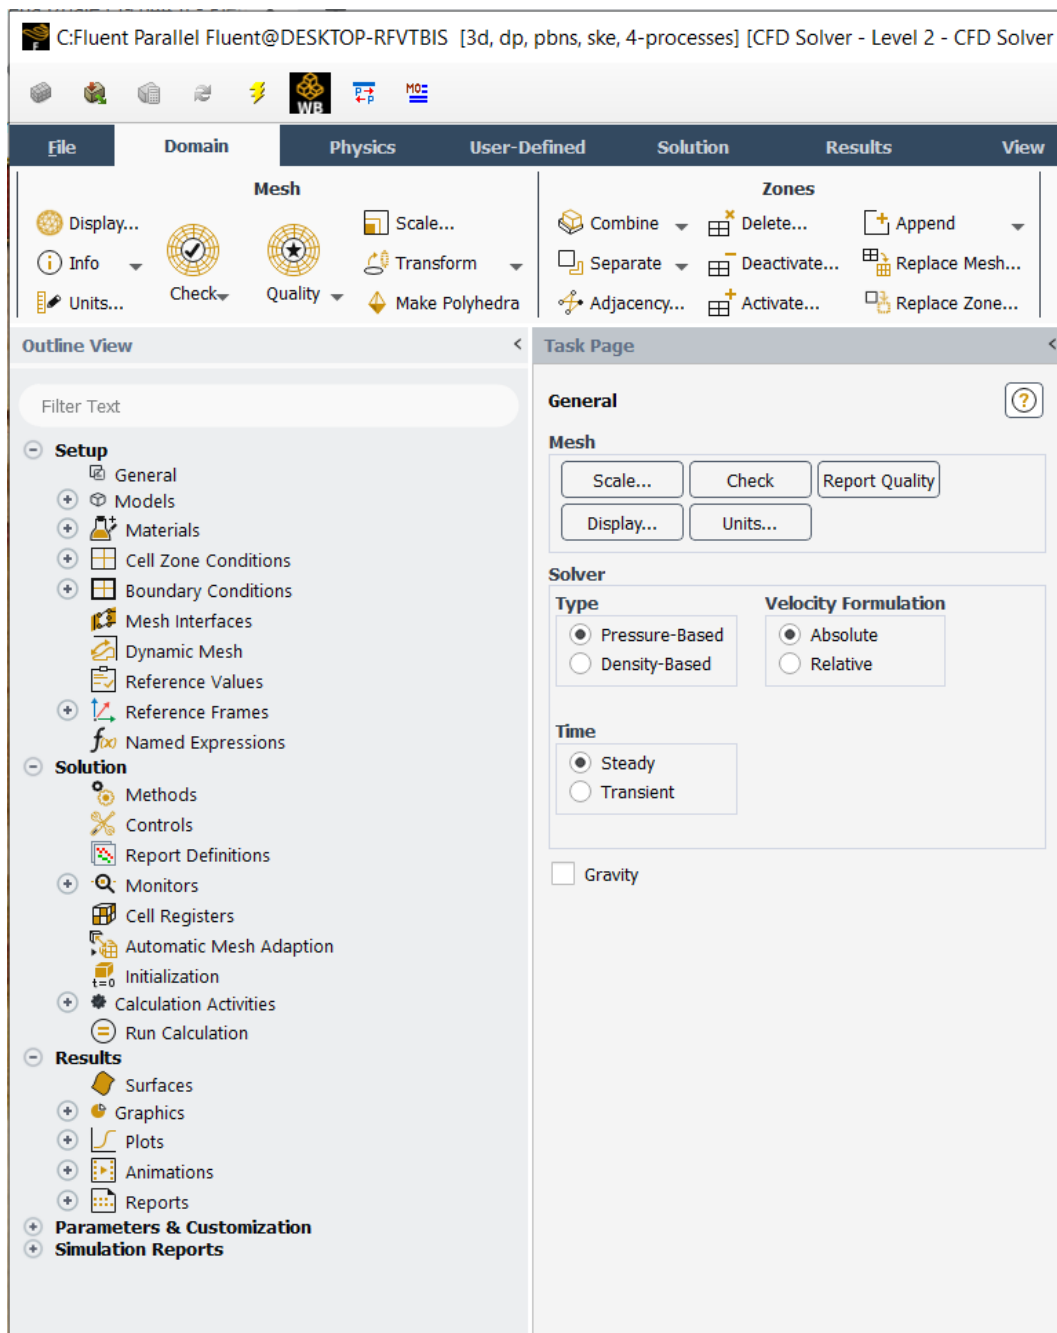 C:Fluent Parallel Fluent@DESKTOP-RFVTBIS [3d, dp, pbns, ske, 4-processes] [CFD Solver - Level 2 - CFD Solver
WB
MO
File Domain Physics User-Defined Solution Results View
Mesh
Display...
Info
Units...
Check
Quality
Scale...
Transform
Make Polyhedra
Zones
Combine Delete... Append
Separate Deactivate... Replace Mesh...
Adjacency... Activate... Replace Zone...
Outline View
Filter Text
Setup
General
Models
Materials
Cell Zone Conditions
Boundary Conditions
Mesh Interfaces
Dynamic Mesh
Reference Values
Reference Frames
f(x) Named Expressions
Solution
Methods
Controls
Report Definitions
Monitors
Cell Registers
Automatic Mesh Adaption
t=0 Initialization
Calculation Activities
Run Calculation
Results
Surfaces
Graphics
Plots
Animations
Reports
Parameters & Customization
Simulation Reports
Task Page
General
Mesh
Scale... Check Report Quality
Display... Units...
Solver
Type
Pressure-Based
Density-Based
Velocity Formulation
Absolute
Relative
Time
Steady
Transient
Gravity